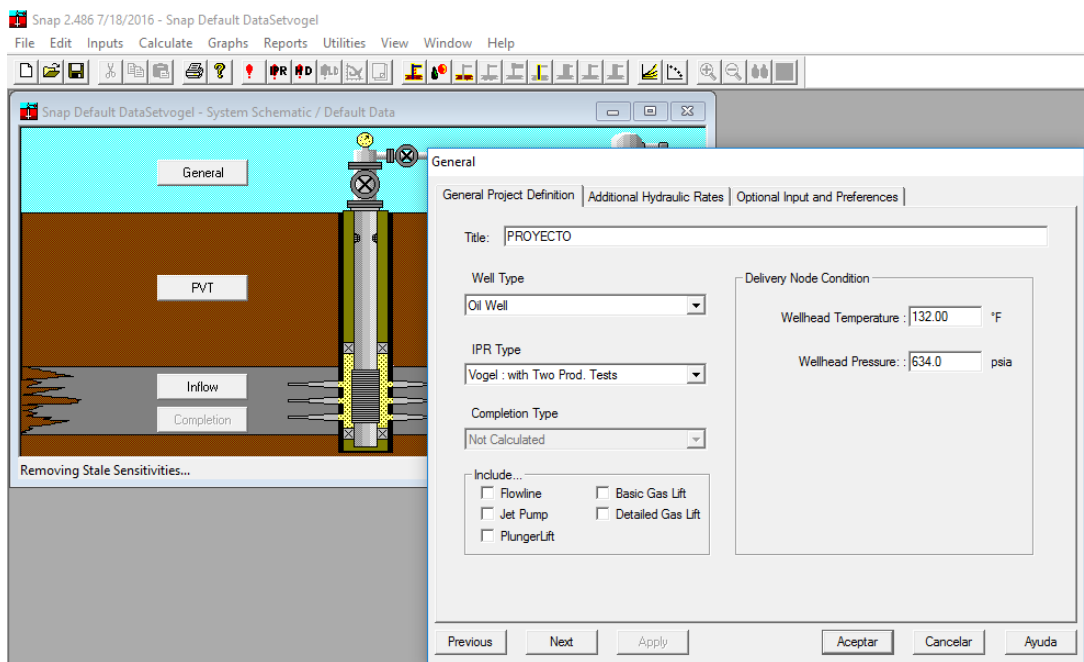 Snap 2.486 7/18/2016 - Snap Default DataSetvogel
File Edit Inputs Calculate Graphs Reports Utilities View Window Help
Snap Default DataSetvogel - System Schematic / Default Data
General
PVT
Inflow
Completion
Removing Stale Sensitivities...
General
General Project Definition Additional Hydraulic Rates Optional Input and Preferences
Title: PROYECTO
Well Type
Oil Well
IPR Type
Vogel : with Two Prod. Tests
Completion Type
Not Calculated
Include...
Flowline Basic Gas Lift
Jet Pump Detailed Gas Lift
PlungerLift
Delivery Node Condition
Wellhead Temperature : 132.00 °F
Wellhead Pressure: : 634.0 psia
Previous Next Apply Aceptar Cancelar Ayuda